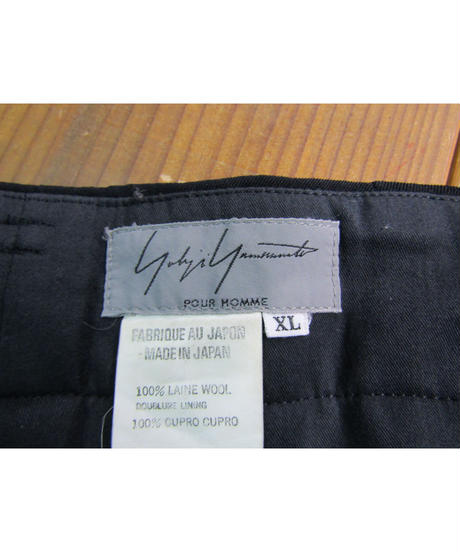 Yohji Yamamoto
POUR HOMME
XL
FABRIQUE AU JAPON
MADE IN JAPAN
100% LAINE WOOL
DOUBLURE LINING
100% CUPRO CUPRO